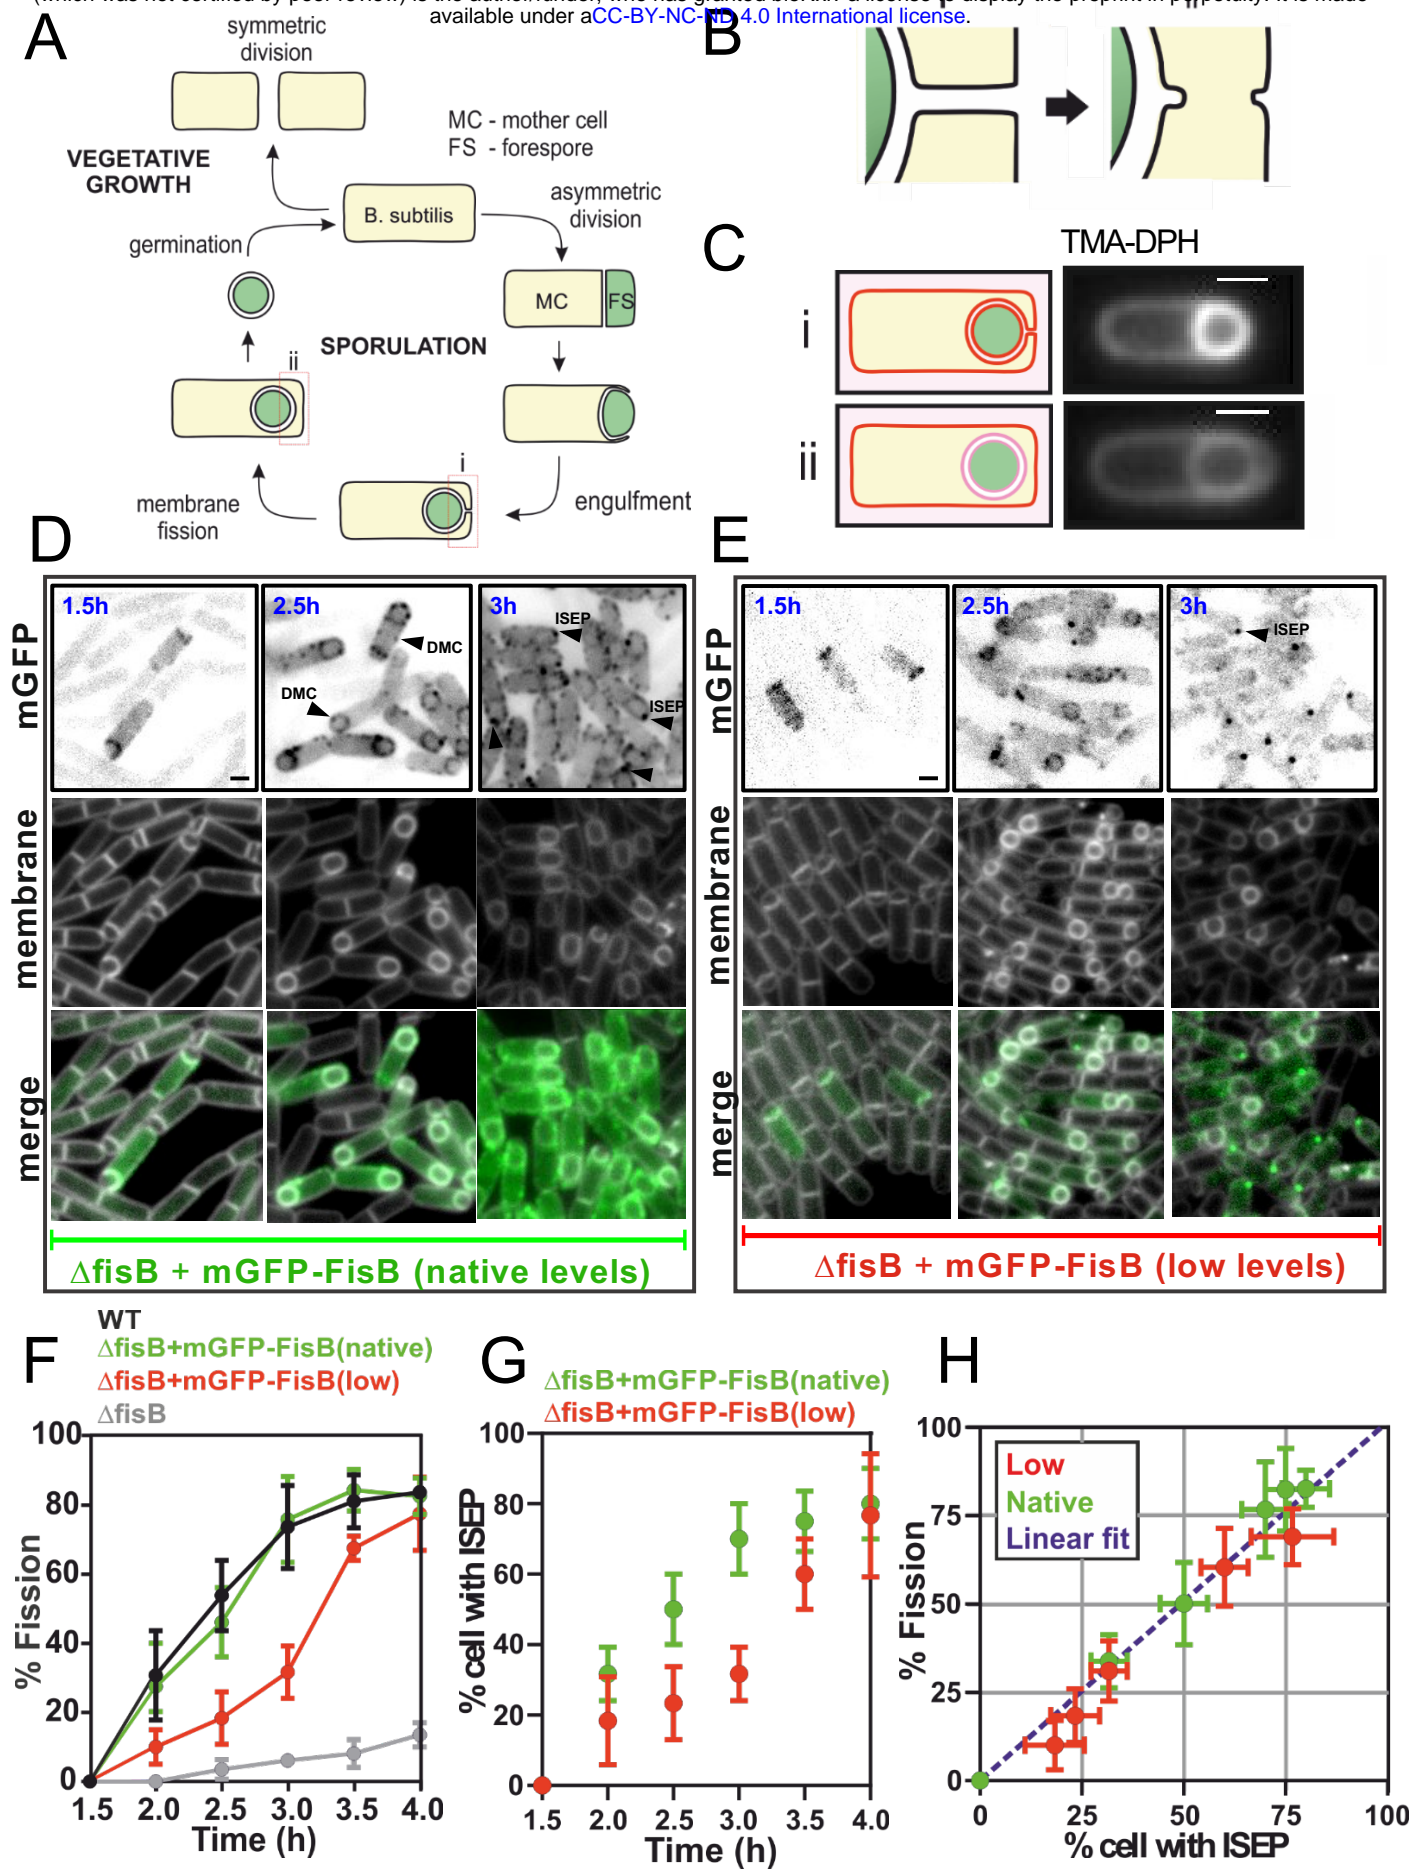 available under aCC-BY-NC-ND 4.0 International license.
A
symmetric
division
MC - mother cell
FS - forespore
VEGETATIVE
GROWTH
asymmetric
division
B. subtilis
germination
MC
FS
SPORULATION
ii
i
membrane
fission
engulfment
B
C
TMA-DPH
i
ii
D
mGFP
1.5h
2.5h
DMC
DMC
3h
ISEP
ISEP
membrane
merge
ΔfisB + mGFP-FisB (native levels)
E
mGFP
1.5h
2.5h
3h
ISEP
membrane
merge
ΔfisB + mGFP-FisB (low levels)
F
WT
ΔfisB+mGFP-FisB(native)
ΔfisB+mGFP-FisB(low)
ΔfisB
% Fission
100
80
60
40
20
0
1.5 2.0 2.5 3.0 3.5 4.0
Time (h)
G
ΔfisB+mGFP-FisB(native)
ΔfisB+mGFP-FisB(low)
% cell with ISEP
100
80
60
40
20
0
1.5 2.0 2.5 3.0 3.5 4.0
Time (h)
H
Low
Native
Linear fit
% Fission
100
75
50
25
0
0 25 50 75 100
% cell with ISEP